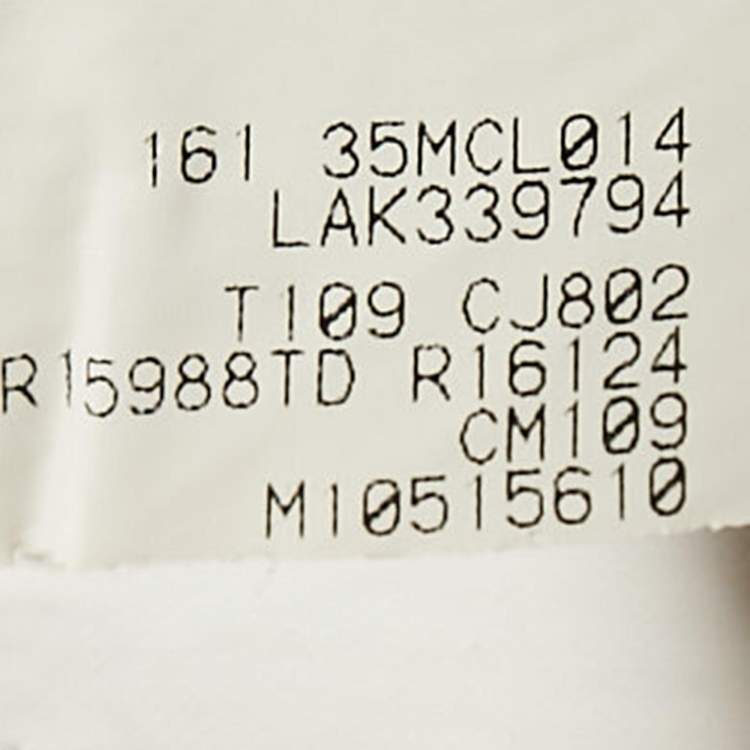 161 35MCL014
LAK339794
T109 CJ802
R15988TD R16124
CM109
M10515610